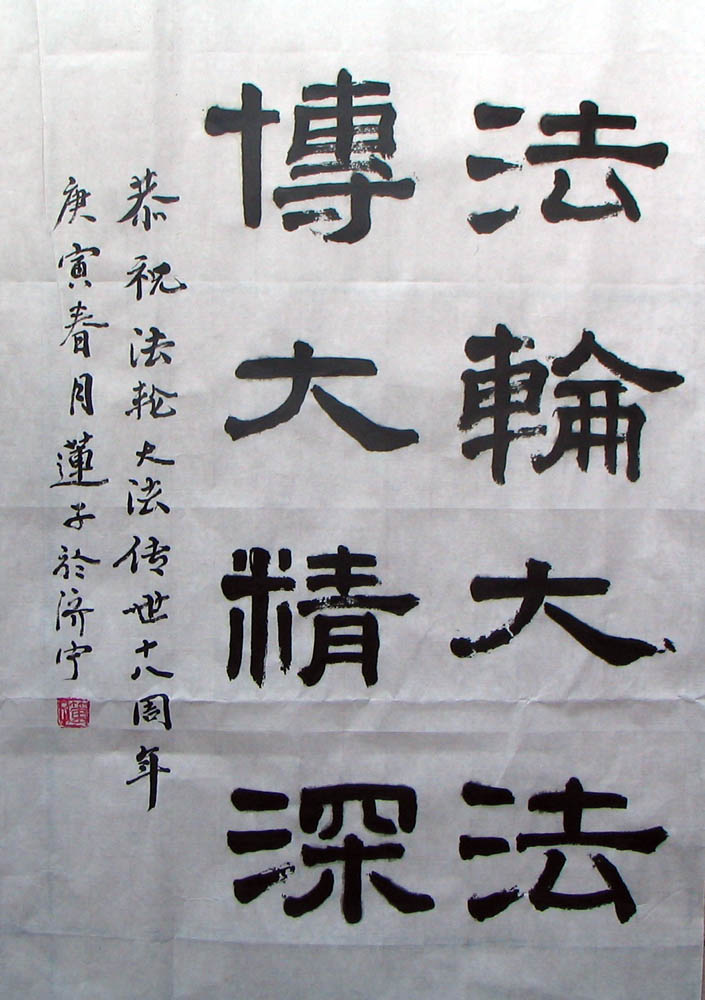 法輪大法
博大精深
恭祝法轮大法传世十八周年
庚寅春月蓮子於济宁